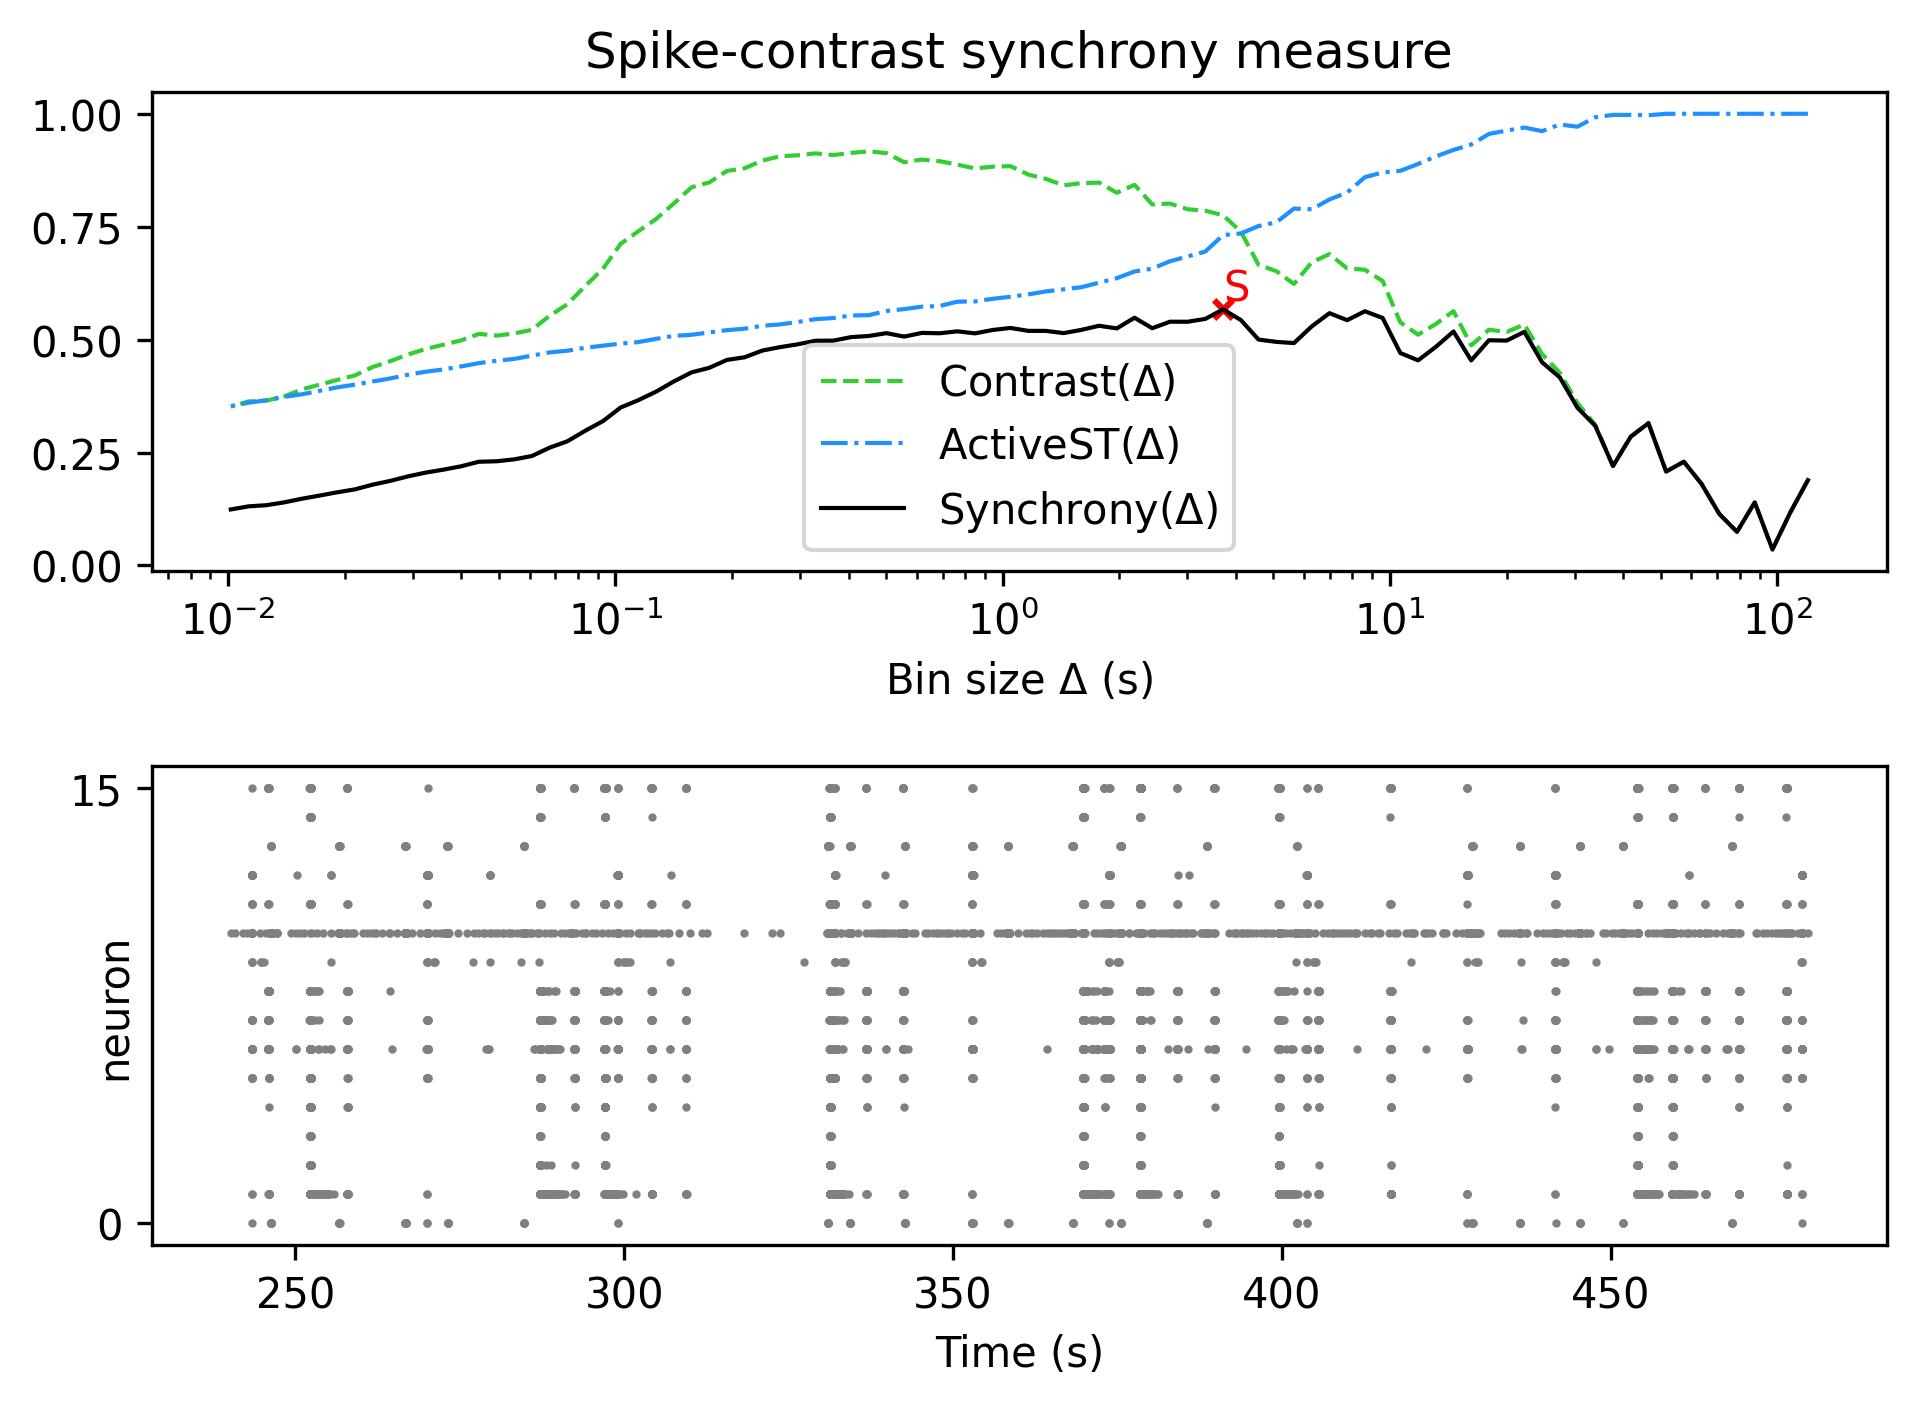 Spike-contrast synchrony measure
1.00
0.75
0.50
0.25
0.00
S
Contrast(Δ)
ActiveST(Δ)
Synchrony(Δ)
10⁻² 10⁻¹ 10⁰ 10¹ 10²
Bin size Δ (s)
15
neuron
0
250 300 350 400 450
Time (s)